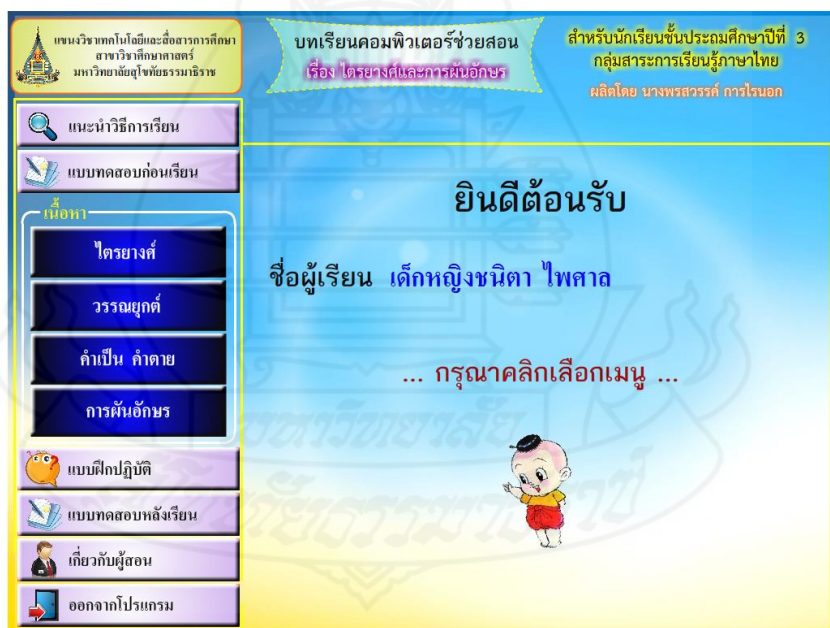 แขนงวิชาเทคโนโลยีและสื่อสารการศึกษา
สาขาวิชาศึกษาศาสตร์
มหาวิทยาลัยสุโขทัยธรรมาธิราช
บทเรียนคอมพิวเตอร์ช่วยสอน
เรื่อง ไตรยางศ์และการผันอักษร
สำหรับนักเรียนชั้นประถมศึกษาปีที่ 3
กลุ่มสาระการเรียนรู้ภาษาไทย
ผลิตโดย นางพรสวรรค์ การไรนอก
แนะนำวิธีการเรียน
แบบทดสอบก่อนเรียน
เนื้อหา
ไตรยางศ์
วรรณยุกต์
คำเป็น คำตาย
การผันอักษร
แบบฝึกปฏิบัติ
แบบทดสอบหลังเรียน
เกี่ยวกับผู้สอน
ออกจากโปรแกรม
ยินดีต้อนรับ
ชื่อผู้เรียน เด็กหญิงชนิตา ไพศาล
... กรุณาคลิกเลือกเมนู ...